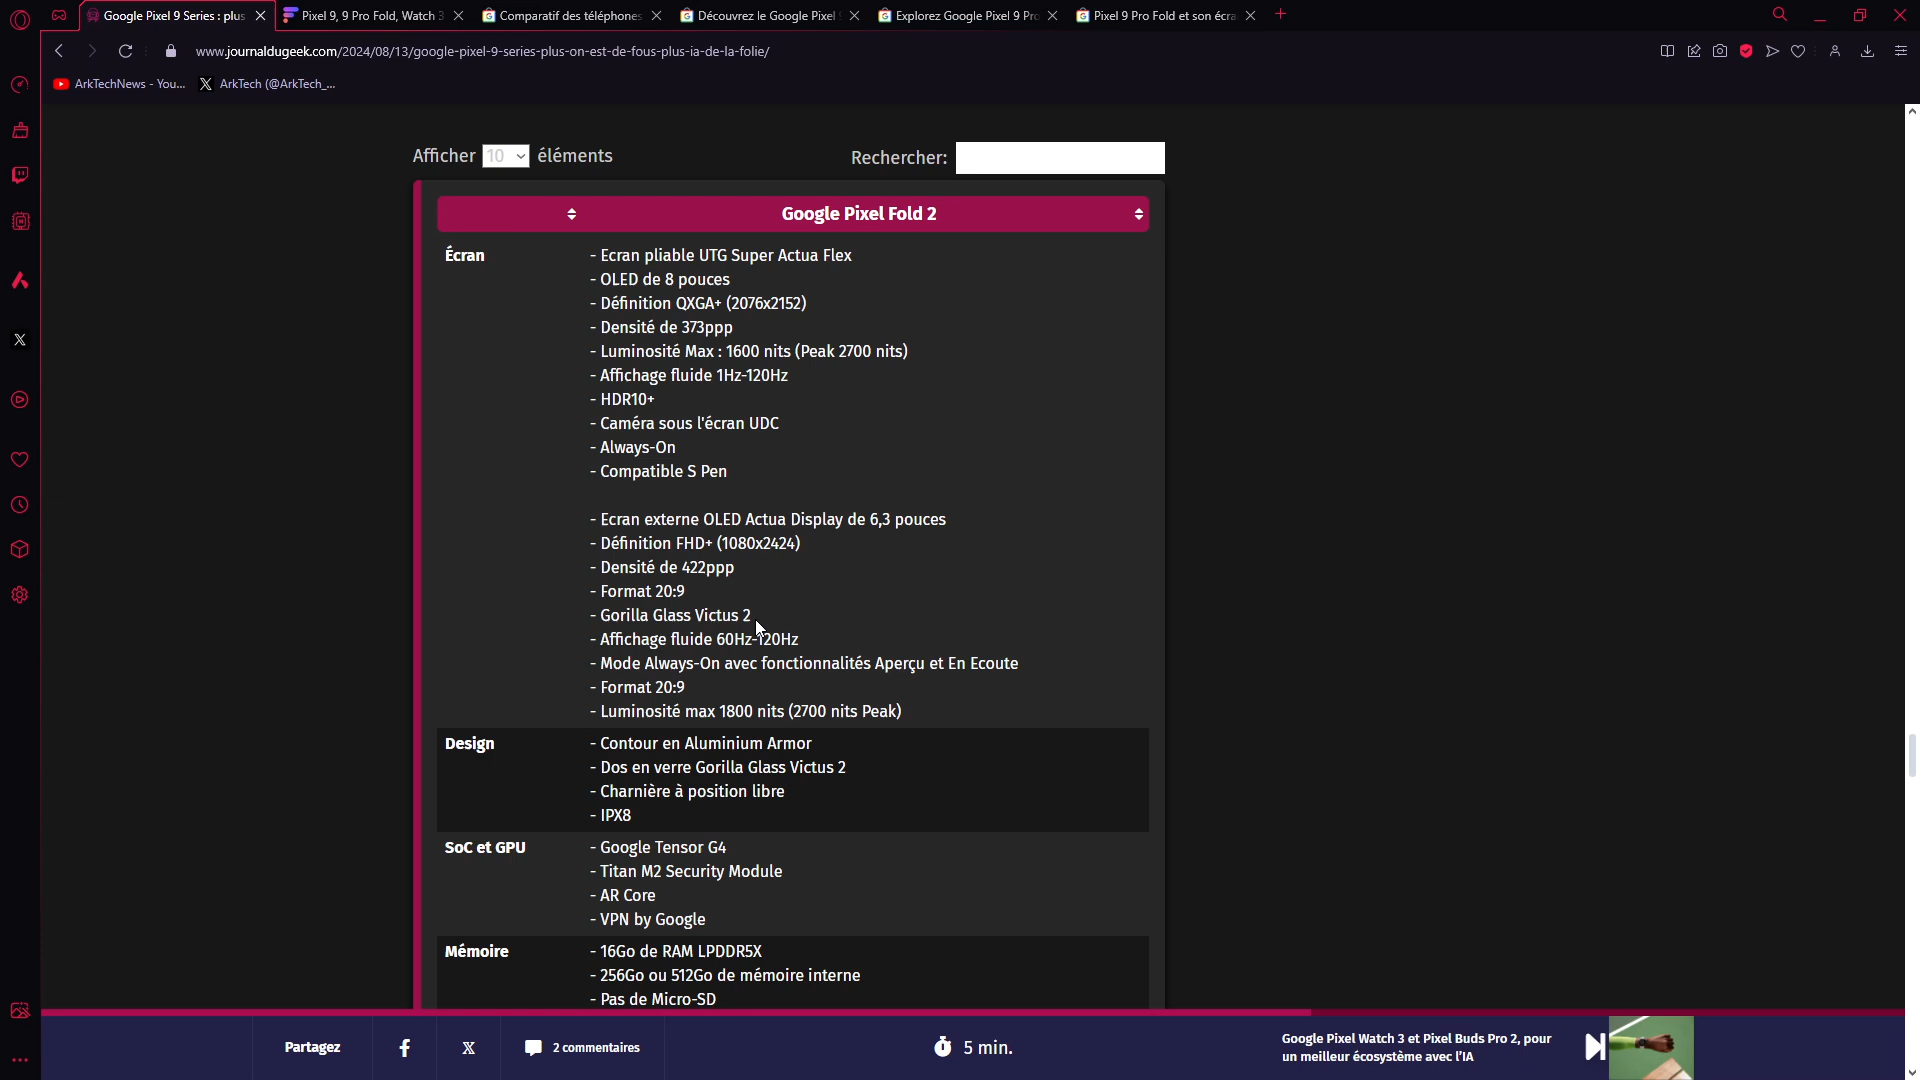 Google Pixel 9 Series : plus
Pixel 9, 9 Pro Fold, Watch 3
Comparatif des téléphones
Découvrez le Google Pixel
Explorez Google Pixel 9 Pro
Pixel 9 Pro Fold et son écra
www.journaldugeek.com/2024/08/13/google-pixel-9-series-plus-on-est-de-fous-plus-ia-de-la-folie/
ArkTechNews - You...
ArkTech (@ArkTech_...
Afficher 10 éléments
Rechercher:
Google Pixel Fold 2
Écran
- Ecran pliable UTG Super Actua Flex
- OLED de 8 pouces
- Définition QXGA+ (2076x2152)
- Densité de 373ppp
- Luminosité Max : 1600 nits (Peak 2700 nits)
- Affichage fluide 1Hz-120Hz
- HDR10+
- Caméra sous l'écran UDC
- Always-On
- Compatible S Pen
- Ecran externe OLED Actua Display de 6,3 pouces
- Définition FHD+ (1080x2424)
- Densité de 422ppp
- Format 20:9
- Gorilla Glass Victus 2
- Affichage fluide 60Hz-120Hz
- Mode Always-On avec fonctionnalités Aperçu et En Ecoute
- Format 20:9
- Luminosité max 1800 nits (2700 nits Peak)
Design
- Contour en Aluminium Armor
- Dos en verre Gorilla Glass Victus 2
- Charnière à position libre
- IPX8
SoC et GPU
- Google Tensor G4
- Titan M2 Security Module
- AR Core
- VPN by Google
Mémoire
- 16Go de RAM LPDDR5X
- 256Go ou 512Go de mémoire interne
- Pas de Micro-SD
Partagez
2 commentaires
5 min.
Google Pixel Watch 3 et Pixel Buds Pro 2, pour
un meilleur écosystème avec l'IA